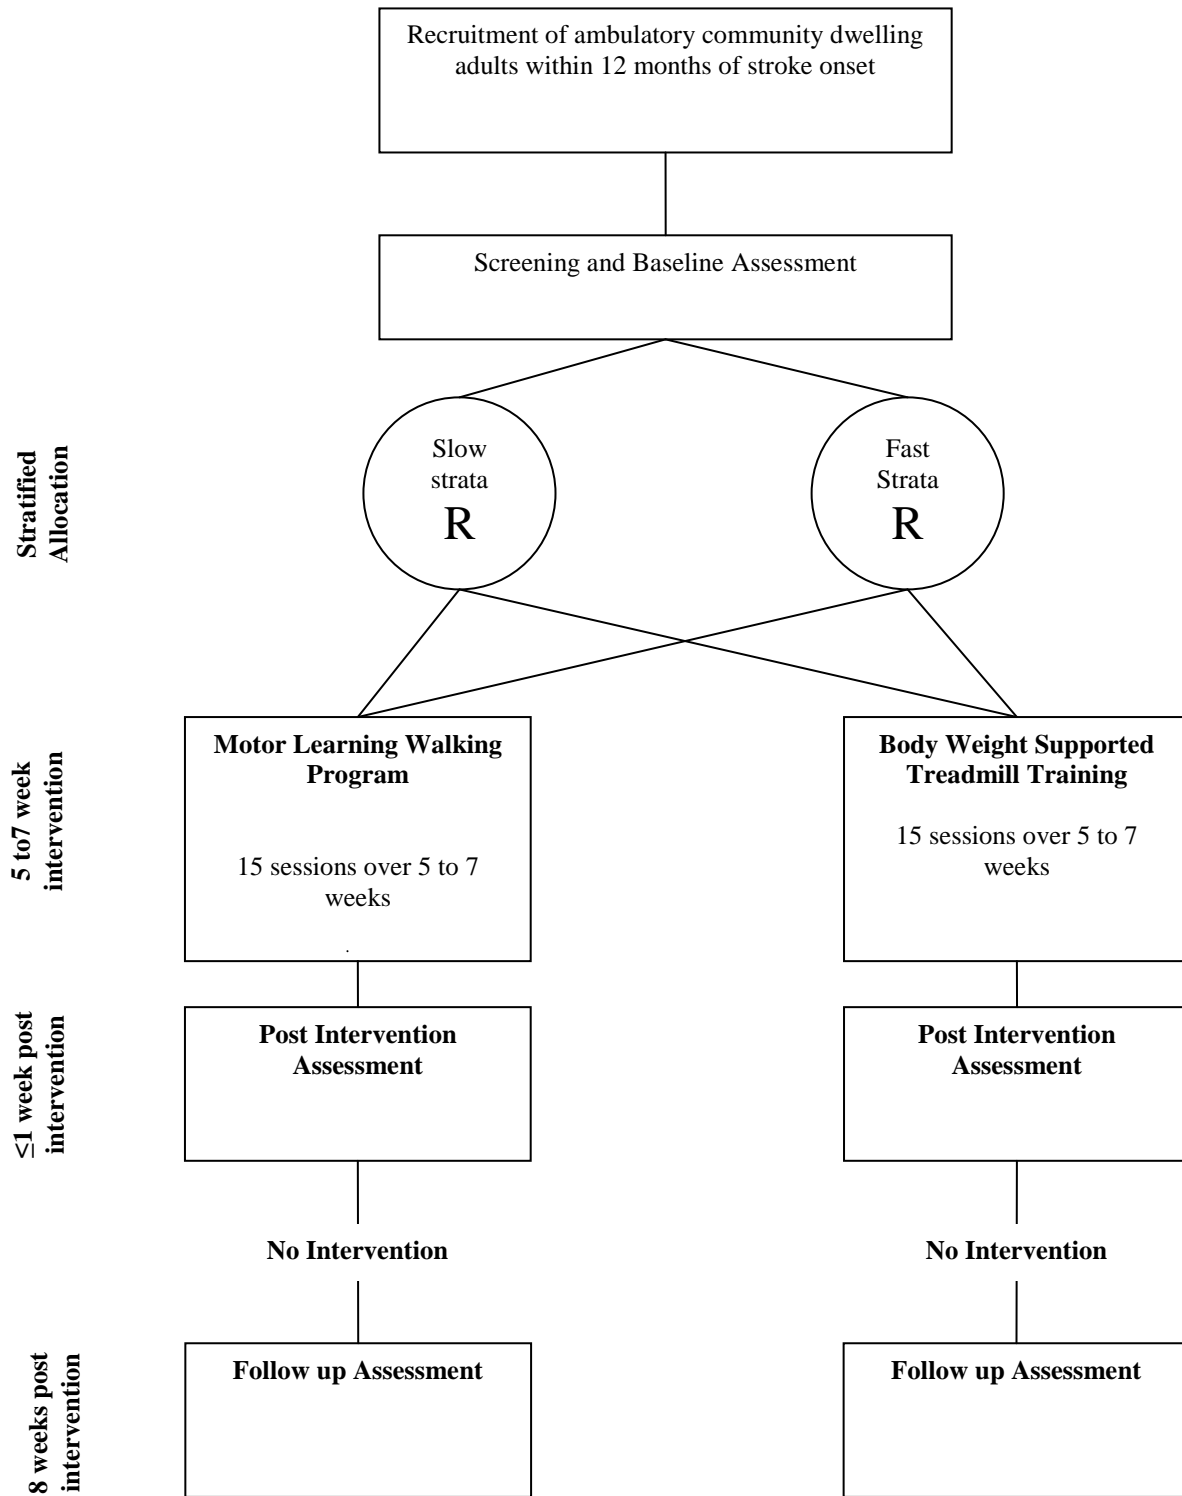 Recruitment of ambulatory community dwelling
adults within 12 months of stroke onset
Screening and Baseline Assessment
Stratified
Allocation
Slow
strata
R
Fast
Strata
R
5 to7 week
intervention
Motor Learning Walking
Program
15 sessions over 5 to 7
weeks
.
Body Weight Supported
Treadmill Training
15 sessions over 5 to 7
weeks
≤1 week post
intervention
Post Intervention
Assessment
Post Intervention
Assessment
No Intervention
No Intervention
8 weeks post
intervention
Follow up Assessment
Follow up Assessment